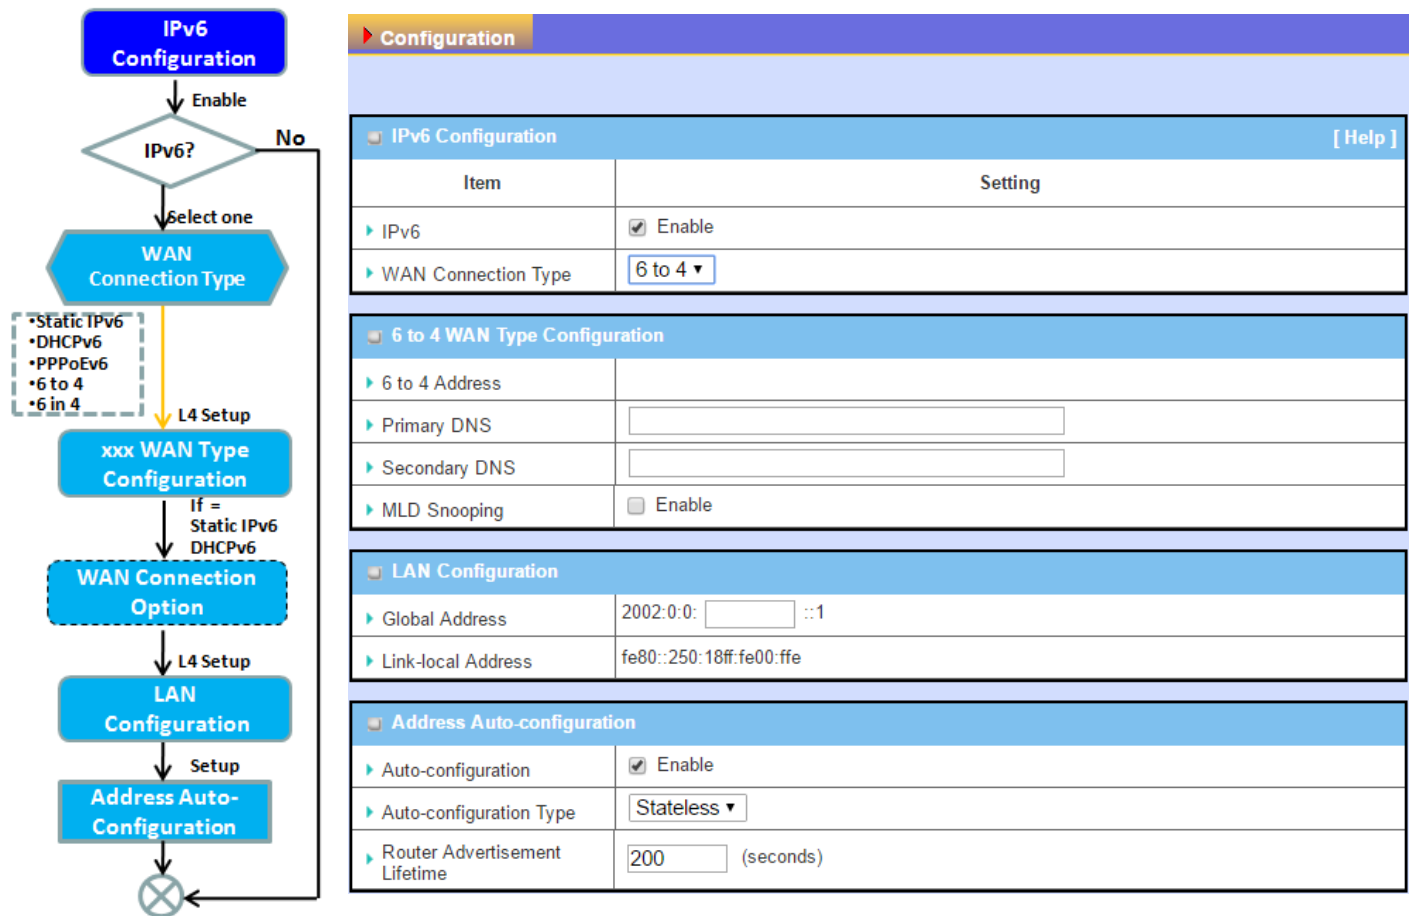 IPv6
Configuration
Enable
IPv6?
No
Select one
WAN
Connection Type
•Static IPv6
•DHCPv6
•PPPoEv6
•6 to 4
•6 in 4
L4 Setup
xxx WAN Type
Configuration
If =
Static IPv6
DHCPv6
WAN Connection
Option
L4 Setup
LAN
Configuration
Setup
Address Auto-
Configuration
Configuration
IPv6 Configuration [ Help ]
Item Setting
IPv6 Enable
WAN Connection Type 6 to 4
6 to 4 WAN Type Configuration
6 to 4 Address
Primary DNS
Secondary DNS
MLD Snooping Enable
LAN Configuration
Global Address 2002:0:0: ::1
Link-local Address fe80::250:18ff:fe00:ffe
Address Auto-configuration
Auto-configuration Enable
Auto-configuration Type Stateless
Router Advertisement
Lifetime 200 (seconds)